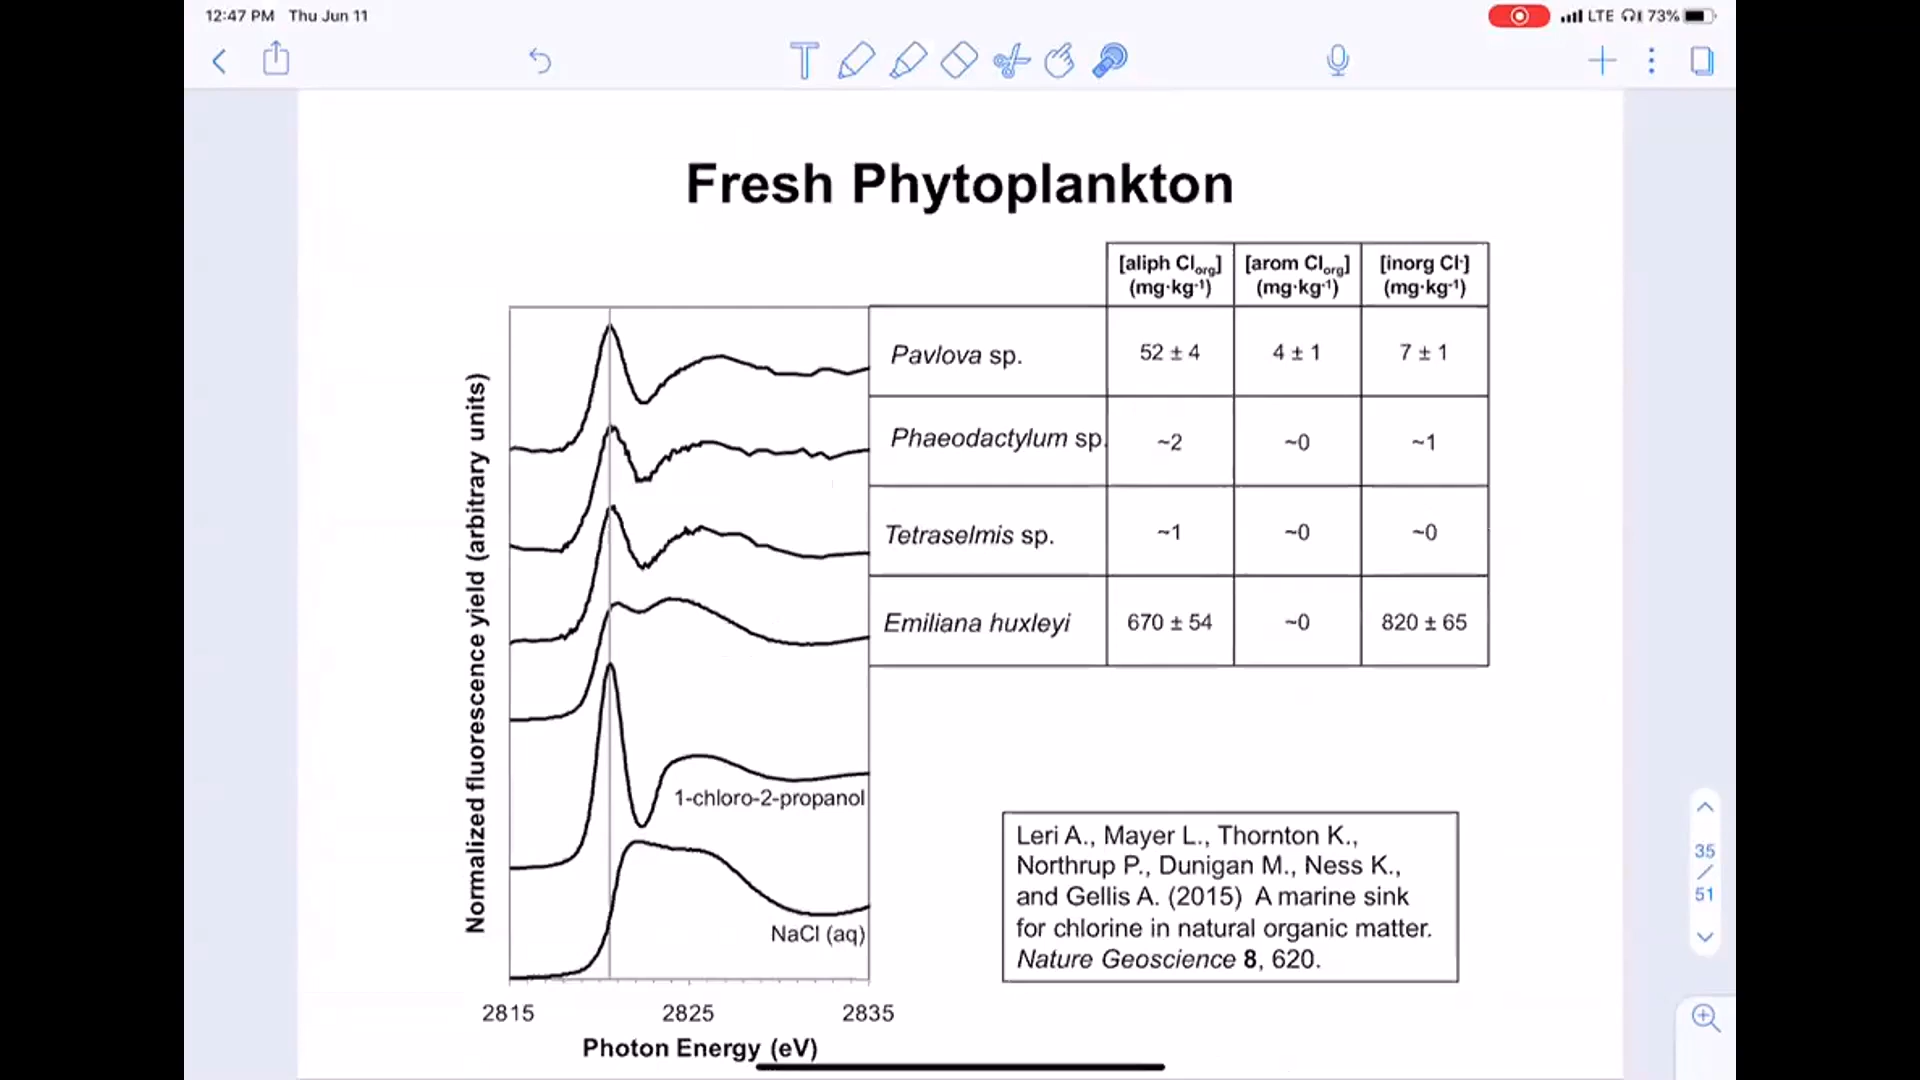 12:47 PM Thu Jun 11
LTE 73%
Fresh Phytoplankton
[aliph Clorg] (mg·kg-1) [arom Clorg] (mg·kg-1) [inorg Cl-] (mg·kg-1)
Pavlova sp. 52 ± 4 4 ± 1 7 ± 1
Phaeodactylum sp. ~2 ~0 ~1
Tetraselmis sp. ~1 ~0 ~0
Emiliana huxleyi 670 ± 54 ~0 820 ± 65
Normalized fluorescence yield (arbitrary units)
1-chloro-2-propanol
NaCl (aq)
2815 2825 2835
Photon Energy (eV)
Leri A., Mayer L., Thornton K.,
Northrup P., Dunigan M., Ness K.,
and Gellis A. (2015) A marine sink
for chlorine in natural organic matter.
Nature Geoscience 8, 620.
35
/
51